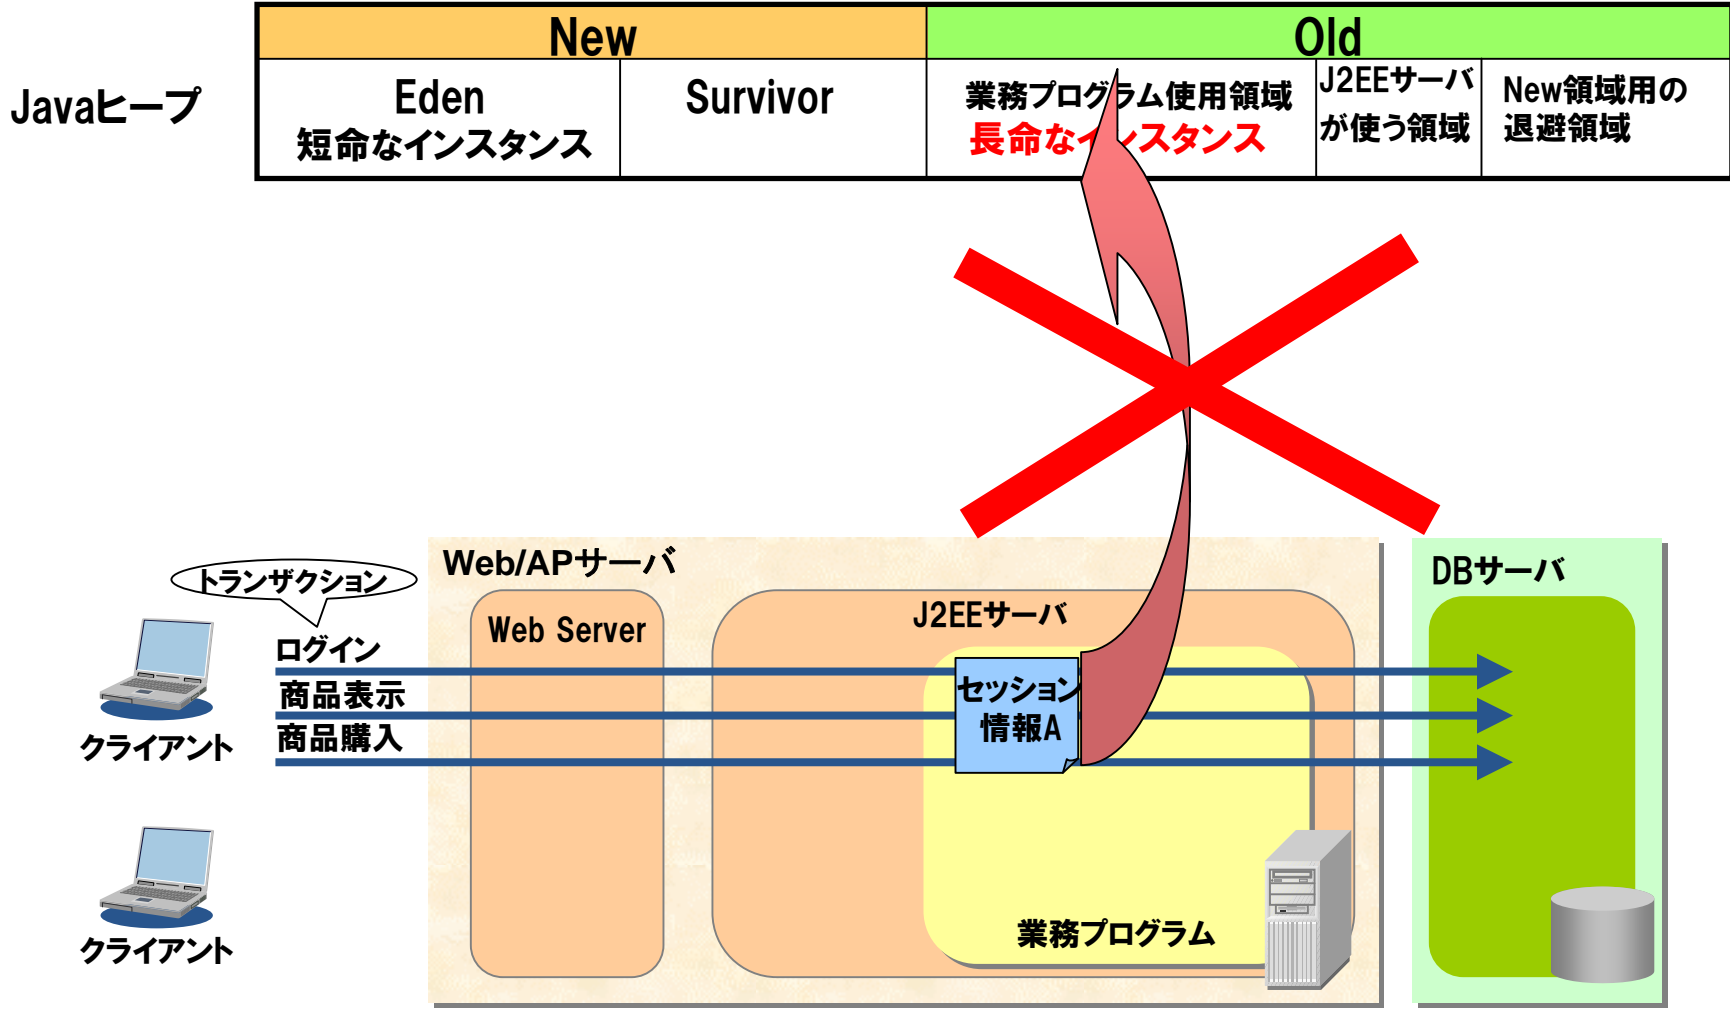 New
Old
Javaヒープ
Eden
短命なインスタンス
Survivor
業務プログラム使用領域
長命なインスタンス
J2EEサーバ
が使う領域
New領域用の
退避領域
Web/APサーバ
DBサーバ
トランザクション
Web Server
J2EEサーバ
ログイン
商品表示
商品購入
セッション
情報A
クライアント
業務プログラム
クライアント